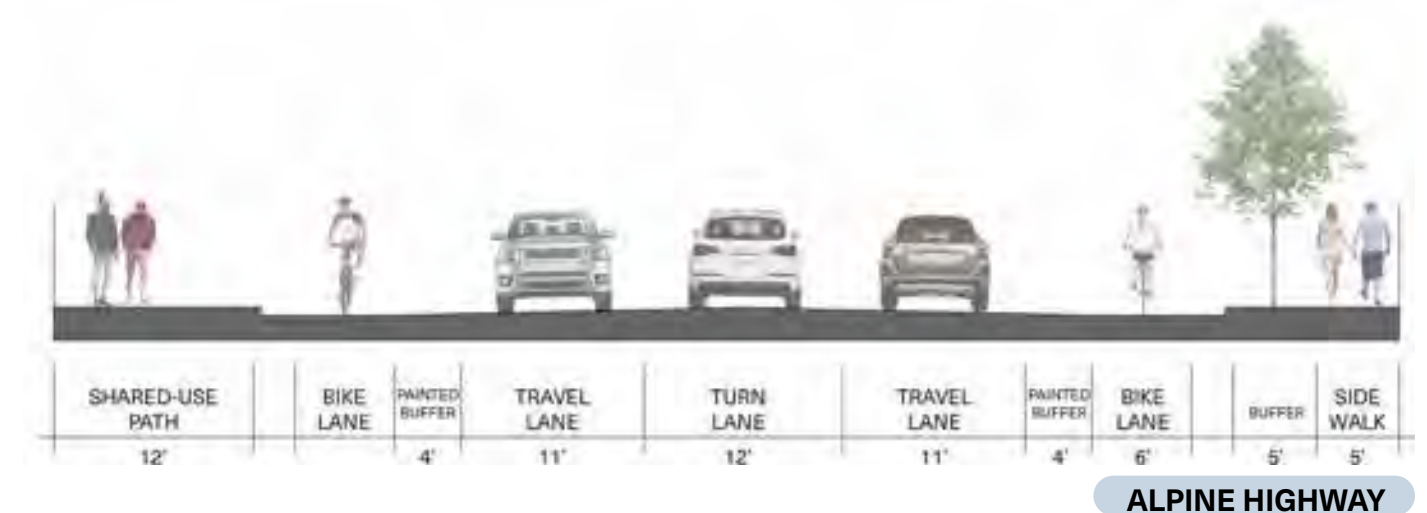 SHARED-USE
PATH
BIKE
LANE
PAINTED
BUFFER
TRAVEL
LANE
TURN
LANE
TRAVEL
LANE
PAINTED
BUFFER
BIKE
LANE
BUFFER
SIDE
WALK
12'
4'
11'
12'
11'
4'
6'
5'
5'
ALPINE HIGHWAY